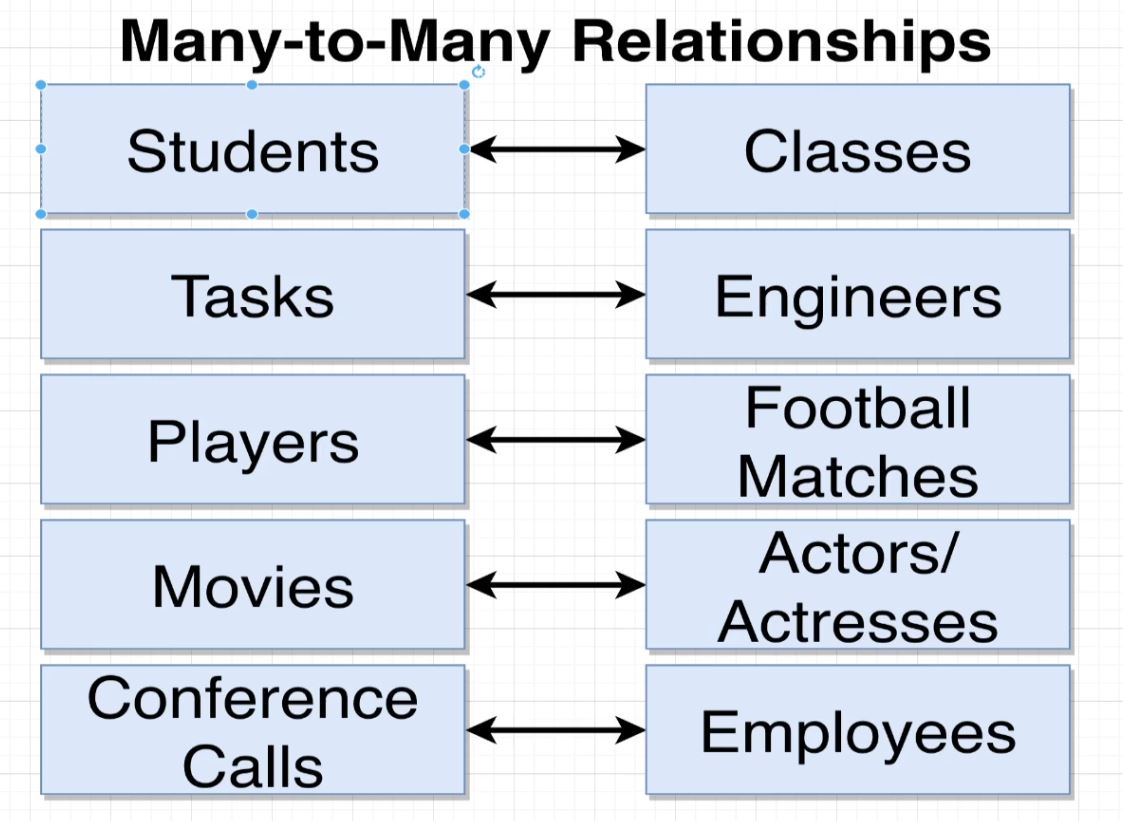 Many-to-Many Relationships
Students
Classes
Tasks
Engineers
Players
Football
Matches
Movies
Actors/
Actresses
Conference
Calls
Employees